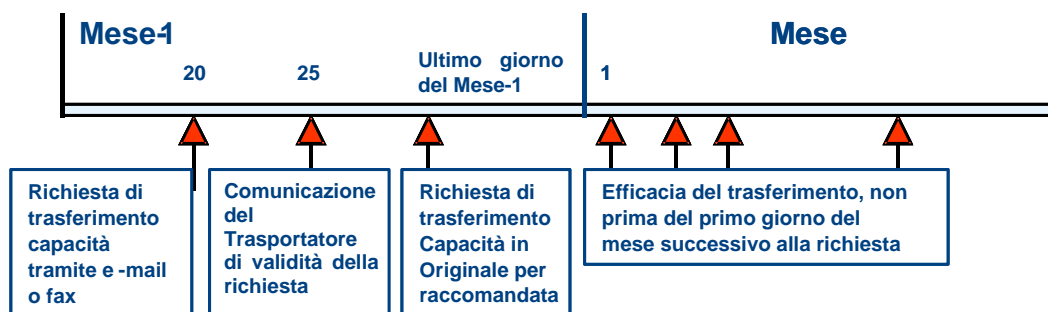 Mese-1
Mese
20
25
Ultimo giorno
del Mese-1
1
Richiesta di
trasferimento
capacità
tramite e -mail
o fax
Comunicazione
del
Trasportatore
di validità della
richiesta
Richiesta di
trasferimento
Capacità in
Originale per
raccomandata
Efficacia del trasferimento, non
prima del primo giorno del
mese successivo alla richiesta